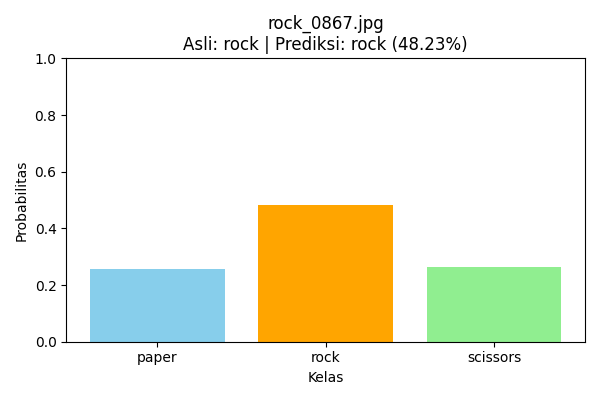 rock_0867.jpg
Asli: rock | Prediksi: rock (48.23%)
1.0
0.8
0.6
0.4
0.2
0.0
Probabilitas
paper rock scissors
Kelas